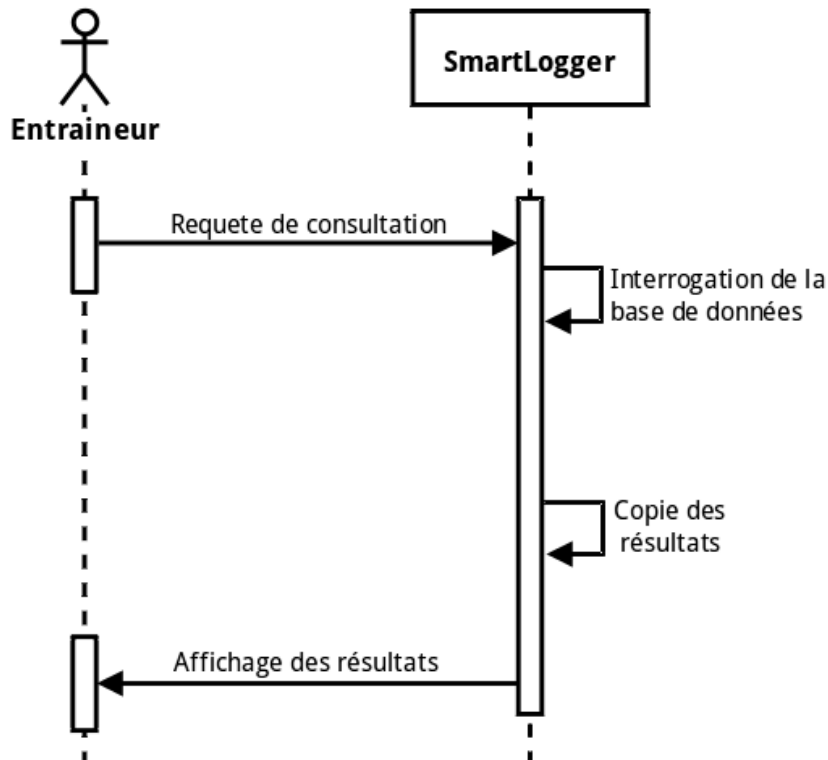 SmartLogger
Entraineur
Requete de consultation
Interrogation de la
base de données
Copie des
résultats
Affichage des résultats